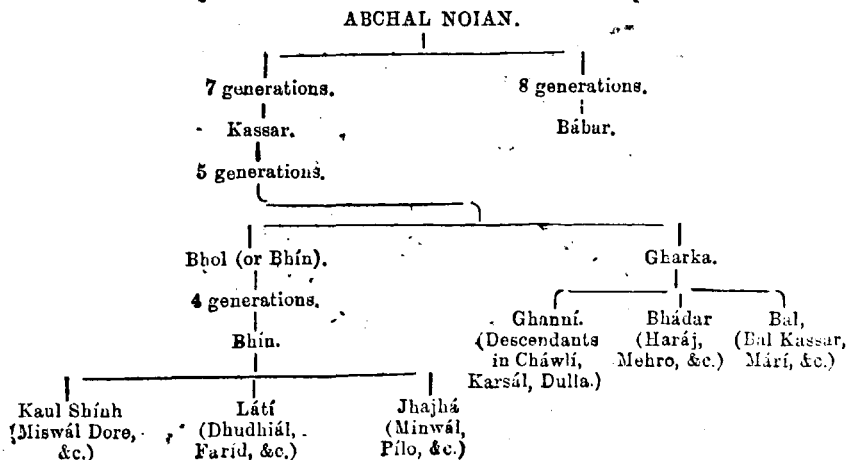 ABCHAL NOIAN.
7 generations. 8 generations.
Kassar. Bábur.
5 generations.
Bhol (or Bhín). Gharka.
4 generations. Ghanní. Bhádar Bal,
(Descendants (Haráj, (Bal Kassar,
Bhín. in Cháwlí, Mehro, &c.) Márí, &c.)
Karsál, Dulla.)
Kaul Shính Látí Jhajhá
(Miswál Dore, (Dhudhiál, (Minwál,
&c.) Faríd, &c.) Pílo, &c.)